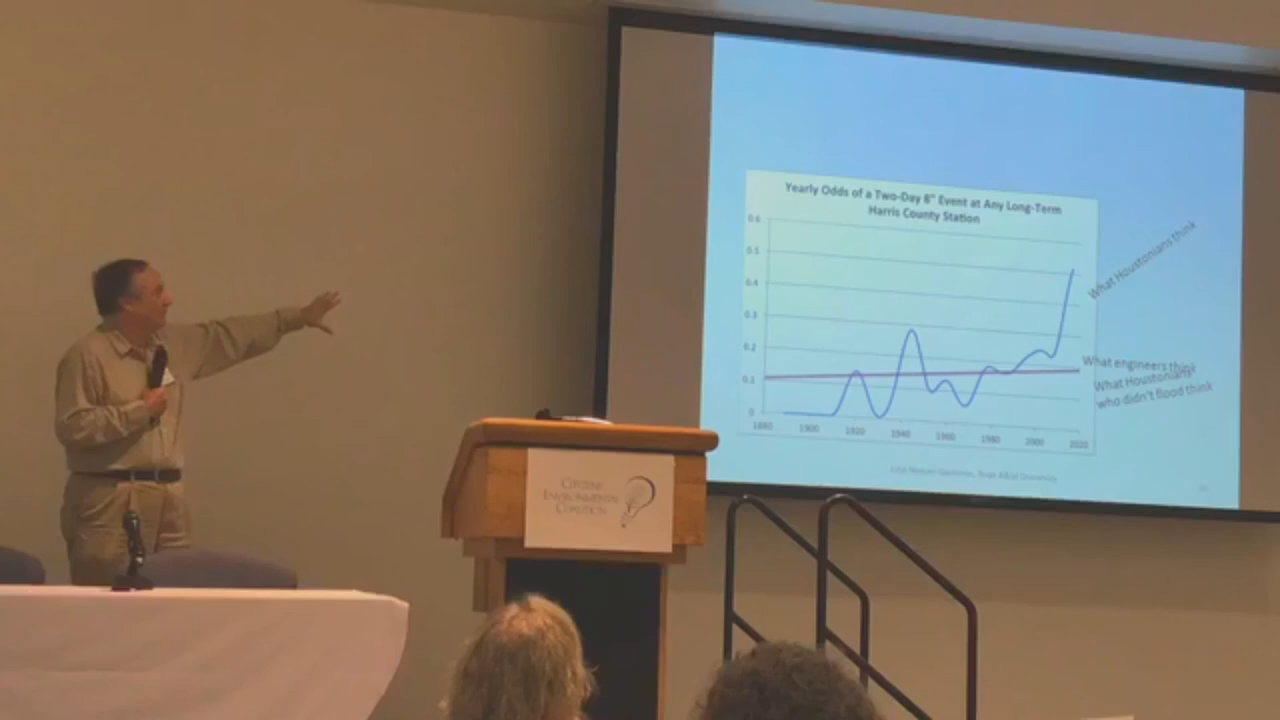 Yearly Odds of a Two-Day 8" Event at Any Long-Term
Harris County Station
0.6
0.5
0.4
0.3
0.2
0.1
0
1880 1900 1920 1940 1960 1980 2000 2020
What Houstonians think
What engineers think
What Houstonians
who didn't flood think
Texas A&M University
CITIZENS'
ENVIRONMENTAL
COALITION